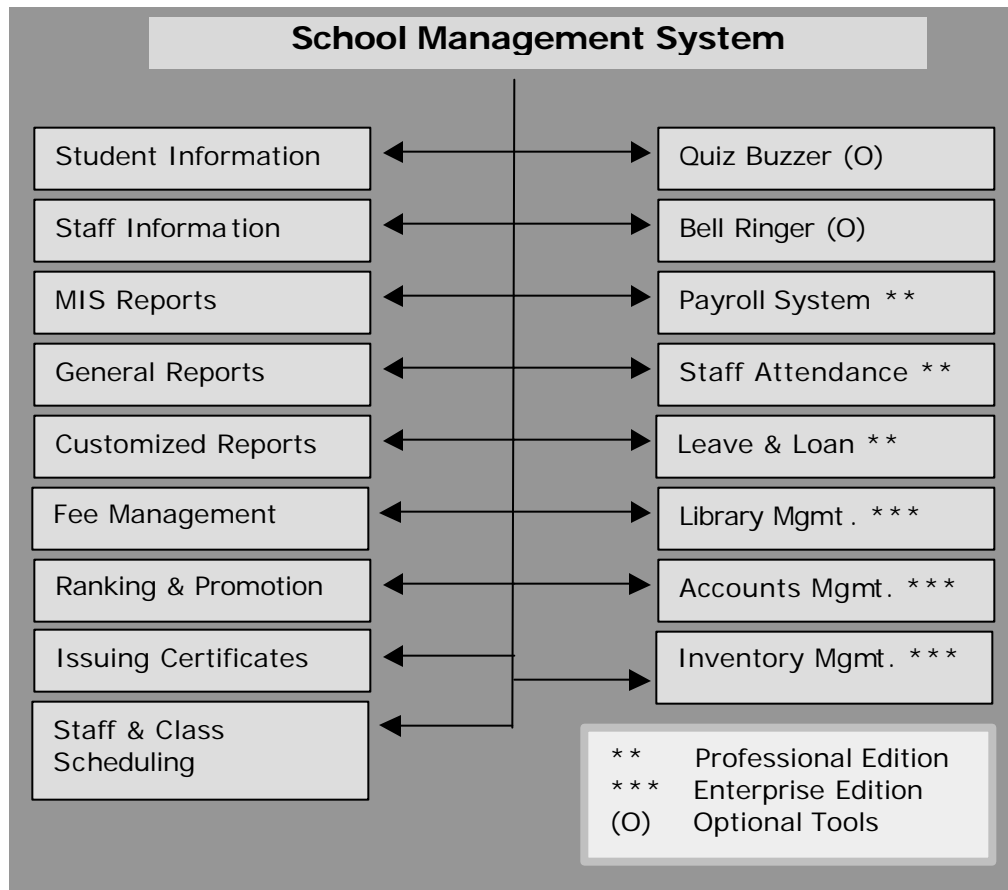 School Management System
Student Information
Staff Information
MIS Reports
General Reports
Customized Reports
Fee Management
Ranking & Promotion
Issuing Certificates
Staff & Class
Scheduling
Quiz Buzzer (O)
Bell Ringer (O)
Payroll System **
Staff Attendance **
Leave & Loan **
Library Mgmt. ***
Accounts Mgmt. ***
Inventory Mgmt. ***
** Professional Edition
*** Enterprise Edition
(O) Optional Tools